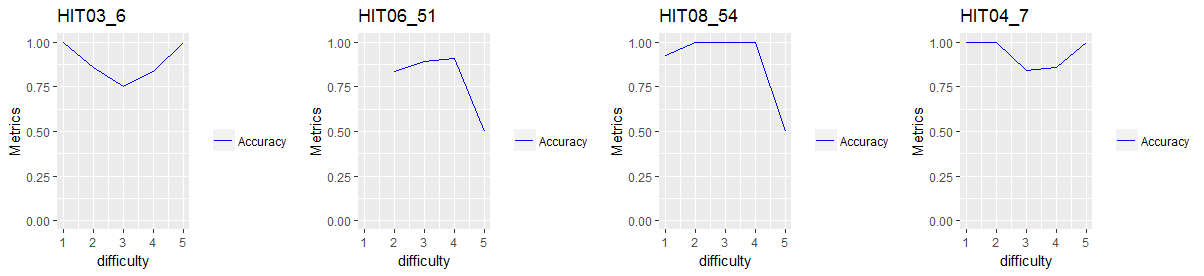 HIT03_6
1.00
0.75
0.50
0.25
0.00
Metrics
1 2 3 4 5
difficulty
Accuracy
HIT06_51
1.00
0.75
0.50
0.25
0.00
Metrics
1 2 3 4 5
difficulty
Accuracy
HIT08_54
1.00
0.75
0.50
0.25
0.00
Metrics
1 2 3 4 5
difficulty
Accuracy
HIT04_7
1.00
0.75
0.50
0.25
0.00
Metrics
1 2 3 4 5
difficulty
Accuracy